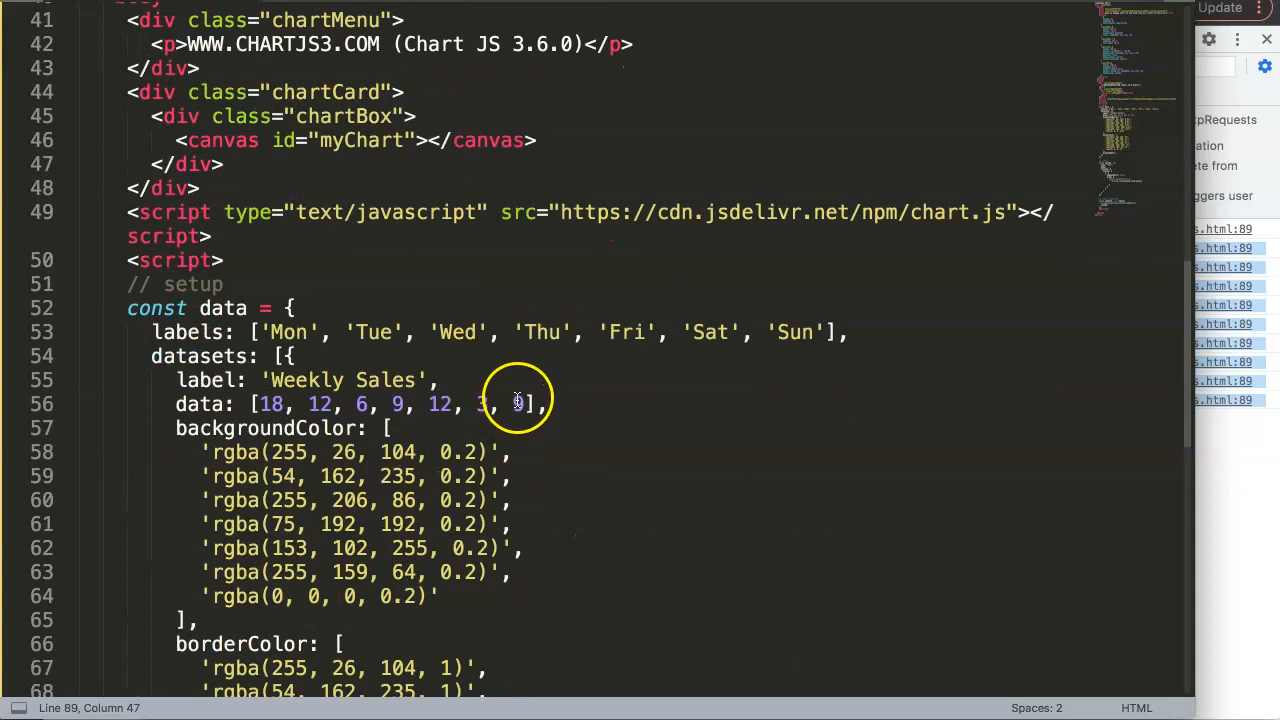 Update
41 <div class="chartMenu">
42 <p>WWW.CHARTJS3.COM (Chart JS 3.6.0)</p>
43 </div>
44 <div class="chartCard">
45 <div class="chartBox">
46 <canvas id="myChart"></canvas>
47 </div>
48 </div>
49 <script type="text/javascript" src="https://cdn.jsdelivr.net/npm/chart.js"></
script>
50 <script>
51 // setup
52 const data = {
53 labels: ['Mon', 'Tue', 'Wed', 'Thu', 'Fri', 'Sat', 'Sun'],
54 datasets: [{
55 label: 'Weekly Sales',
56 data: [18, 12, 6, 9, 12, 3, 9],
57 backgroundColor: [
58 'rgba(255, 26, 104, 0.2)',
59 'rgba(54, 162, 235, 0.2)',
60 'rgba(255, 206, 86, 0.2)',
61 'rgba(75, 192, 192, 0.2)',
62 'rgba(153, 102, 255, 0.2)',
63 'rgba(255, 159, 64, 0.2)',
64 'rgba(0, 0, 0, 0.2)'
65 ],
66 borderColor: [
67 'rgba(255, 26, 104, 1)',
68 'rgba(54, 162, 235, 1)',
tpRequests
ation
ete from
ggers user
s.html:89
s.html:89
s.html:89
s.html:89
s.html:89
s.html:89
s.html:89
s.html:89
s.html:89
s.html:89
Line 89, Column 47
Spaces: 2
HTML